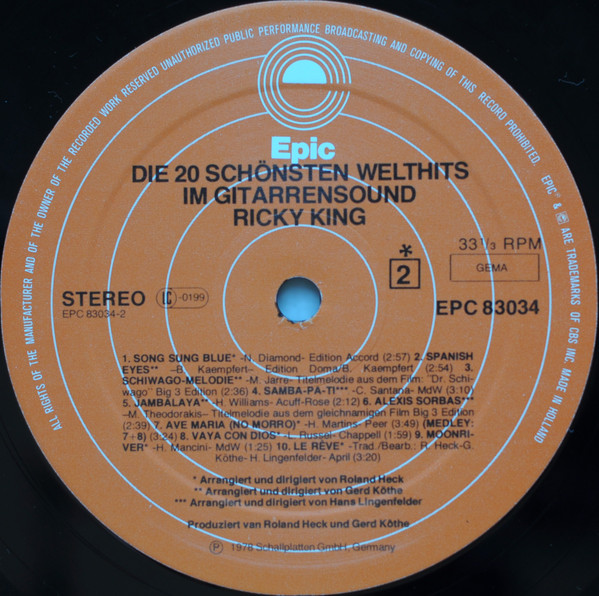 ALL RIGHTS OF THE MANUFACTURER AND OF THE OWNER OF THE RECORDED WORK RESERVED UNAUTHORIZED PUBLIC PERFORMANCE BROADCASTING AND COPYING OF THIS RECORD PROHIBITED. EPIC® & © ARE TRADEMARKS OF CBS INC. MADE IN HOLLAND
Epic
DIE 20 SCHÖNSTEN WELTHITS
IM GITARRENSOUND
RICKY KING
33 1/3 RPM
* 2
GEMA
STEREO -0199
EPC 83034-2
EPC 83034
1. SONG SUNG BLUE* -N. Diamond- Edition Accord (2:57) 2. SPANISH
EYES** -B. Kaempfert- Edition Doma/B. Kaempfert (2:54) 3.
SCHIWAGO-MELODIE** -M. Jarre- Titelmelodie aus dem Film: "Dr. Schi-
wago" Big 3 Edition (2:36) 4. SAMBA-PA-TI*** -C. Santana- MdW (3:10)
5. JAMBALAYA** -H. Williams- Acuff-Rose (2:12) 6. ALEXIS SORBAS***
-M. Theodorakis- Titelmelodie aus dem gleichnamigen Film Big 3 Edition
(2:39) 7. AVE MARIA (NO MORRO)* -H. Martins- Peer (3:49) (MEDLEY:
7+8) (3:24) 8. VAYA CON DIOS* -L. Russel- Chappell (1:59) 9. MOONRI-
VER* -H. Mancini- MdW (1:25) 10. LE RÊVE* -Trad./Bearb.: R. Heck-G.
Köthe-H. Lingenfelder- April (3:20)
* Arrangiert und dirigiert von Roland Heck
** Arrangiert und dirigiert von Gerd Köthe
*** Arrangiert und dirigiert von Hans Lingenfelder
Produziert van Roland Heck und Gerd Köthe
Ⓟ 1978 Schallplatten GmbH, Germany